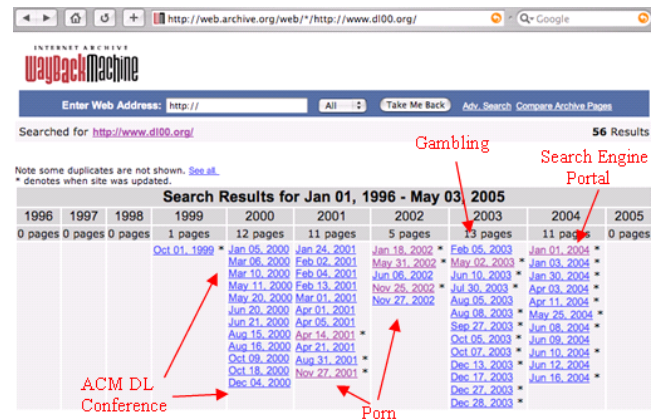 http://web.archive.org/web/*/http://www.dl00.org/
Google
INTERNET ARCHIVE
WayBackMachine
Enter Web Address: http:// All Take Me Back Adv. Search Compare Archive Pages
Searched for http://www.dl00.org/ 56 Results
Gambling
Search Engine
Portal
Note some duplicates are not shown. See all.
* denotes when site was updated.
Search Results for Jan 01, 1996 - May 03, 2005
1996 1997 1998 1999 2000 2001 2002 2003 2004 2005
0 pages 0 pages 0 pages 1 pages 12 pages 11 pages 5 pages 13 pages 11 pages 0 pages
Oct 01, 1999 * Jan 05, 2000 Jan 24, 2001 Jan 18, 2002 * Feb 05, 2003 Jan 01, 2004 *
Mar 06, 2000 Feb 02, 2001 May 31, 2002 * May 02, 2003 * Jan 03, 2004 *
Mar 10, 2000 Feb 04, 2001 Jun 06, 2002 Jun 10, 2003 * Jan 30, 2004 *
May 11, 2000 Feb 13, 2001 Nov 25, 2002 * Jul 30, 2003 * Apr 03, 2004 *
May 20, 2000 Mar 01, 2001 Nov 27, 2002 Aug 05, 2003 Apr 11, 2004 *
Jun 20, 2000 Apr 01, 2001 Aug 08, 2003 * May 25, 2004 *
Jun 21, 2000 Apr 05, 2001 Sep 27, 2003 * Jun 08, 2004 *
Aug 15, 2000 Apr 14, 2001 * Oct 05, 2003 * Jun 09, 2004 *
Aug 16, 2000 Apr 21, 2001 Oct 07, 2003 * Jun 10, 2004 *
Oct 09, 2000 Aug 31, 2001 * Dec 13, 2003 * Jun 12, 2004
Oct 18, 2000 Nov 27, 2001 * Dec 17, 2003 Jun 16, 2004 *
Dec 04, 2000 Dec 27, 2003 *
Dec 28, 2003 *
ACM DL
Conference
Porn